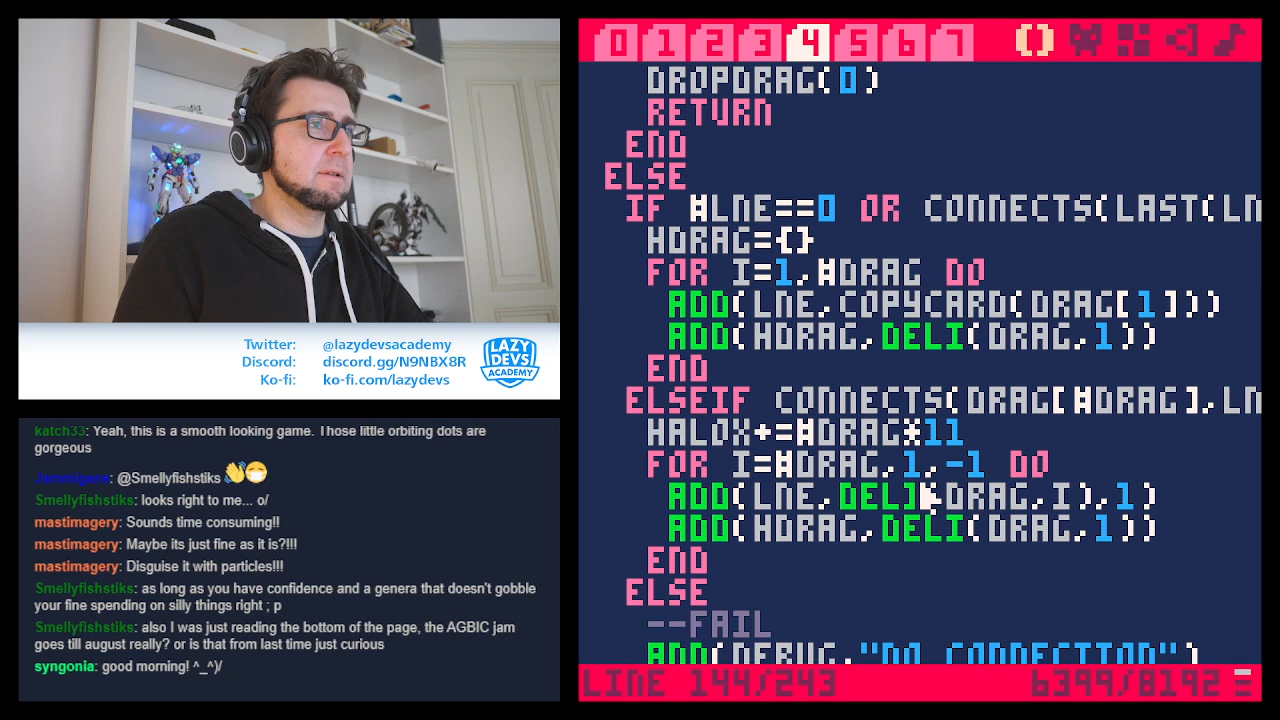 Twitter: @lazydevsacademy
Discord: discord.gg/N9NBX8R
Ko-fi: ko-fi.com/lazydevs
LAZY
DEVS
ACADEMY
katch33: Yeah, this is a smooth looking game. Those little orbiting dots are
gorgeous
@Smellyfishstiks
Smellyfishstiks: looks right to me... o/
mastimagery: Sounds time consuming!!
mastimagery: Maybe its just fine as it is?!!!
mastimagery: Disguise it with particles!!!
Smellyfishstiks: as long as you have confidence and a genera that doesn't gobble
your fine spending on silly things right ; p
Smellyfishstiks: also I was just reading the bottom of the page, the AGBIC jam
goes till august really? or is that from last time just curious
syngonia: good morning! ^_^)/
0 1 2 3 4 5 6 7 ()
DROPDRAG(0)
RETURN
END
ELSE
IF #LNE==0 OR CONNECTS(LAST(LN
HDRAG={}
FOR I=1,#DRAG DO
ADD(LNE,COPYCARD(DRAG[1]))
ADD(HDRAG,DELI(DRAG,1))
END
ELSEIF CONNECTS(DRAG[#DRAG],LN
HALOX+=#DRAG*11
FOR I=#DRAG,1,-1 DO
ADD(LNE,DELI(DRAG,I),1)
ADD(HDRAG,DELI(DRAG,1))
END
ELSE
--FAIL
ADD(DEBUG,"NO CONNECTION")
LINE 144/243 6399/8192